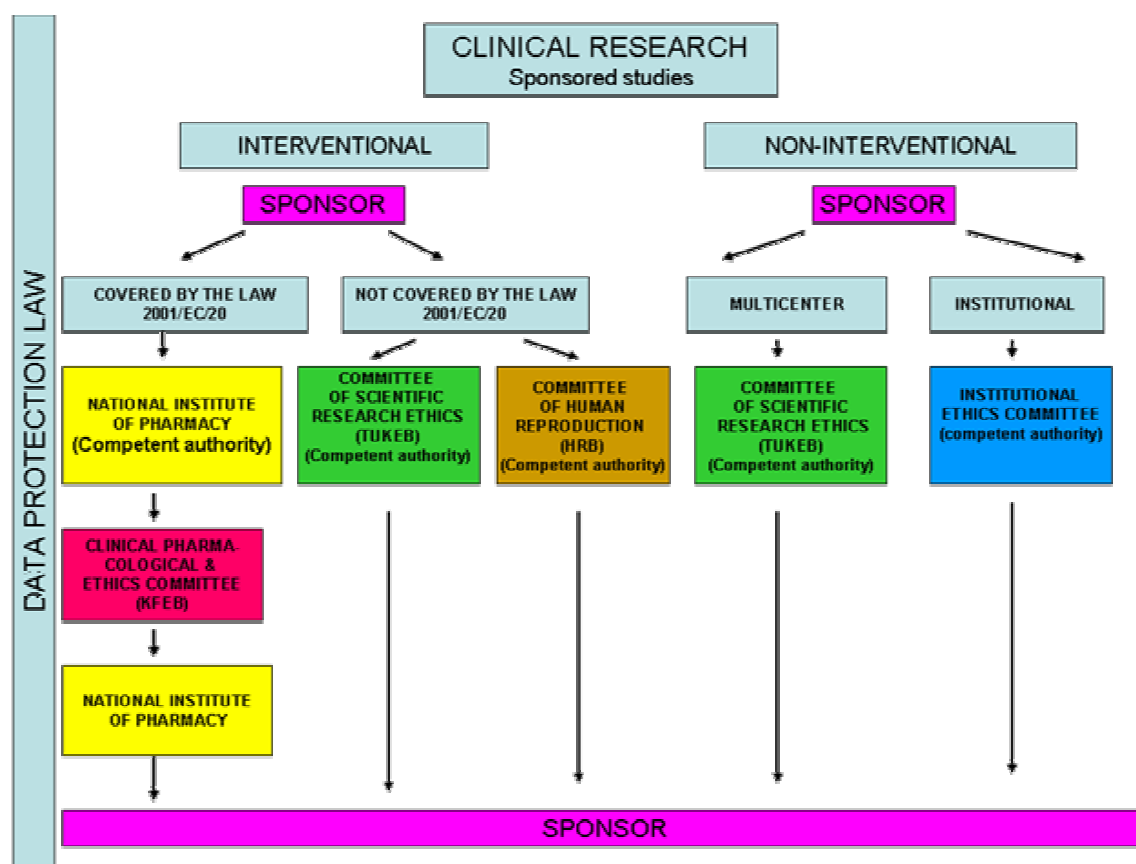 CLINICAL RESEARCH
Sponsored studies
INTERVENTIONAL
NON-INTERVENTIONAL
SPONSOR
SPONSOR
DATA PROTECTION LAW
COVERED BY THE LAW
2001/EC/20
NOT COVERED BY THE LAW
2001/EC/20
MULTICENTER
INSTITUTIONAL
NATIONAL INSTITUTE
OF PHARMACY
(Competent authority)
COMMITTEE
OF SCIENTIFIC
RESEARCH ETHICS
(TUKEB)
(Competent authority)
COMMITTEE
OF HUMAN
REPRODUCTION
(HRB)
(Competent authority)
COMMITTEE
OF SCIENTIFIC
RESEARCH ETHICS
(TUKEB)
(Competent authority)
INSTITUTIONAL
ETHICS COMMITTEE
(competent authority)
CLINICAL PHARMA-
COLOGICAL &
ETHICS COMMITTEE
(KFEB)
NATIONAL INSTITUTE
OF PHARMACY
SPONSOR